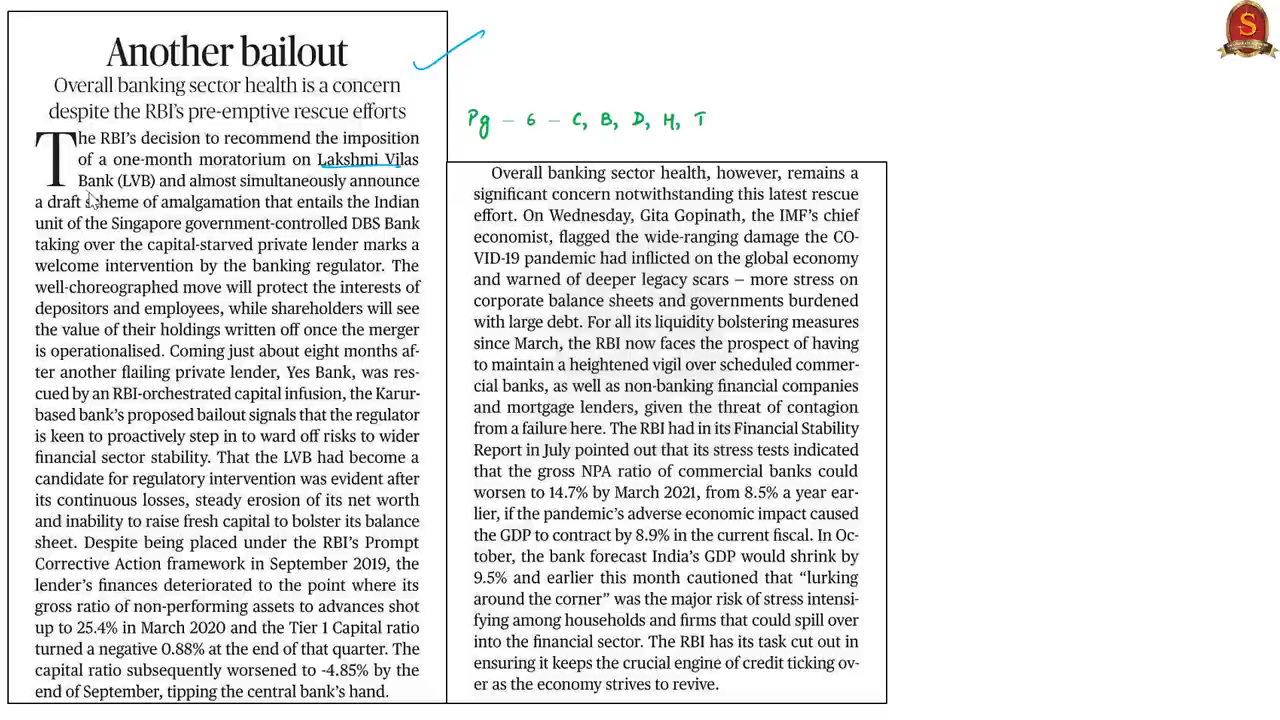 Another bailout
Overall banking sector health is a concern
despite the RBI's pre-emptive rescue efforts
The RBI's decision to recommend the imposition
of a one-month moratorium on Lakshmi Vilas
Bank (LVB) and almost simultaneously announce
a draft scheme of amalgamation that entails the Indian
unit of the Singapore government-controlled DBS Bank
taking over the capital-starved private lender marks a
welcome intervention by the banking regulator. The
well-choreographed move will protect the interests of
depositors and employees, while shareholders will see
the value of their holdings written off once the merger
is operationalised. Coming just about eight months af-
ter another flailing private lender, Yes Bank, was res-
cued by an RBI-orchestrated capital infusion, the Karur-
based bank's proposed bailout signals that the regulator
is keen to proactively step in to ward off risks to wider
financial sector stability. That the LVB had become a
candidate for regulatory intervention was evident after
its continuous losses, steady erosion of its net worth
and inability to raise fresh capital to bolster its balance
sheet. Despite being placed under the RBI's Prompt
Corrective Action framework in September 2019, the
lender's finances deteriorated to the point where its
gross ratio of non-performing assets to advances shot
up to 25.4% in March 2020 and the Tier 1 Capital ratio
turned a negative 0.88% at the end of that quarter. The
capital ratio subsequently worsened to -4.85% by the
end of September, tipping the central bank's hand.
Pg - 6 - C, B, D, H, T
Overall banking sector health, however, remains a
significant concern notwithstanding this latest rescue
effort. On Wednesday, Gita Gopinath, the IMF's chief
economist, flagged the wide-ranging damage the CO-
VID-19 pandemic had inflicted on the global economy
and warned of deeper legacy scars – more stress on
corporate balance sheets and governments burdened
with large debt. For all its liquidity bolstering measures
since March, the RBI now faces the prospect of having
to maintain a heightened vigil over scheduled commer-
cial banks, as well as non-banking financial companies
and mortgage lenders, given the threat of contagion
from a failure here. The RBI had in its Financial Stability
Report in July pointed out that its stress tests indicated
that the gross NPA ratio of commercial banks could
worsen to 14.7% by March 2021, from 8.5% a year ear-
lier, if the pandemic's adverse economic impact caused
the GDP to contract by 8.9% in the current fiscal. In Oc-
tober, the bank forecast India's GDP would shrink by
9.5% and earlier this month cautioned that "lurking
around the corner" was the major risk of stress intensi-
fying among households and firms that could spill over
into the financial sector. The RBI has its task cut out in
ensuring it keeps the crucial engine of credit ticking ov-
er as the economy strives to revive.
S